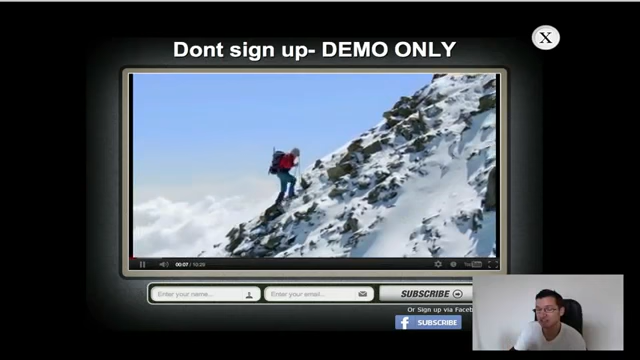 X
Dont sign up- DEMO ONLY
00:07 / 10:29
Enter your name...
Enter your email...
SUBSCRIBE
Or Sign up via Faceb
f SUBSCRIBE